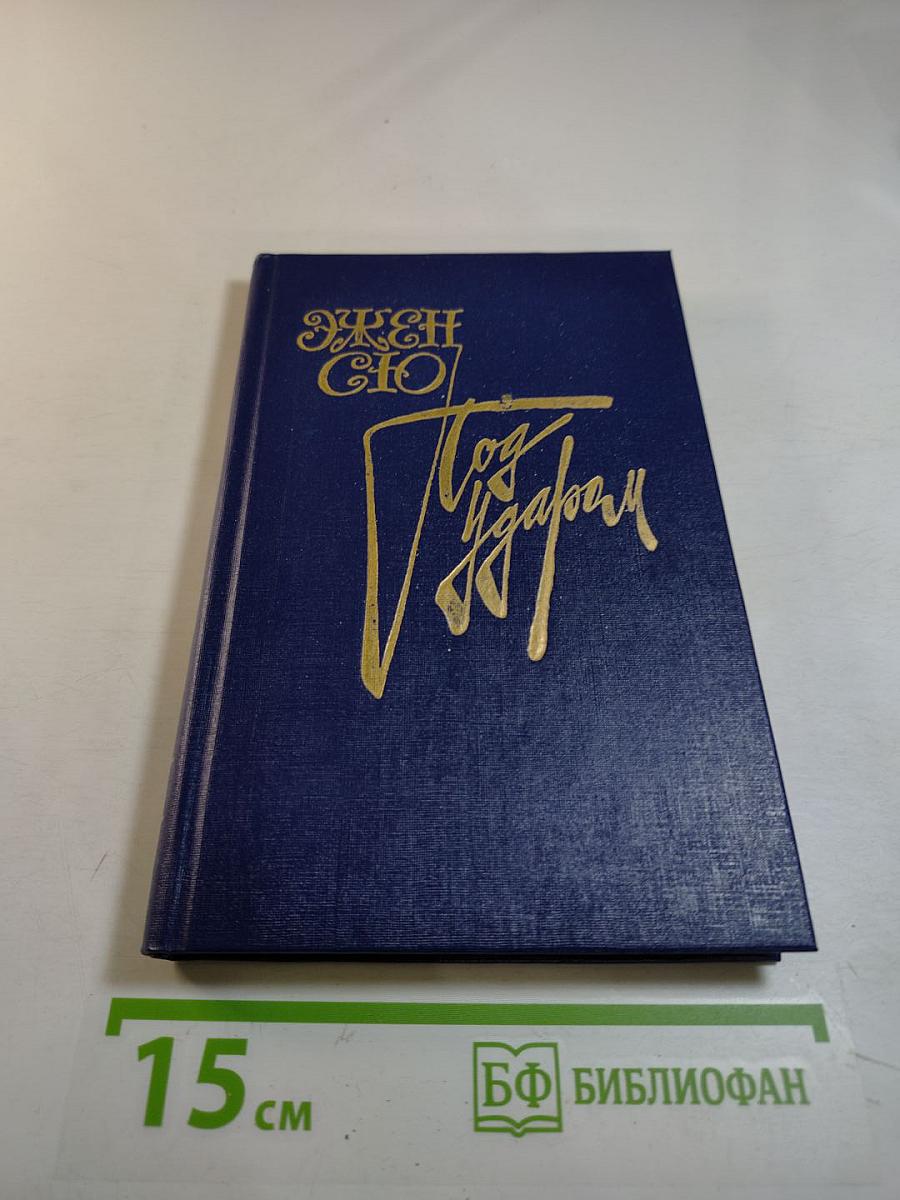 ЭЖЕН
СЮ
Под
ударом
15 см
БФ БИБЛИОФАН